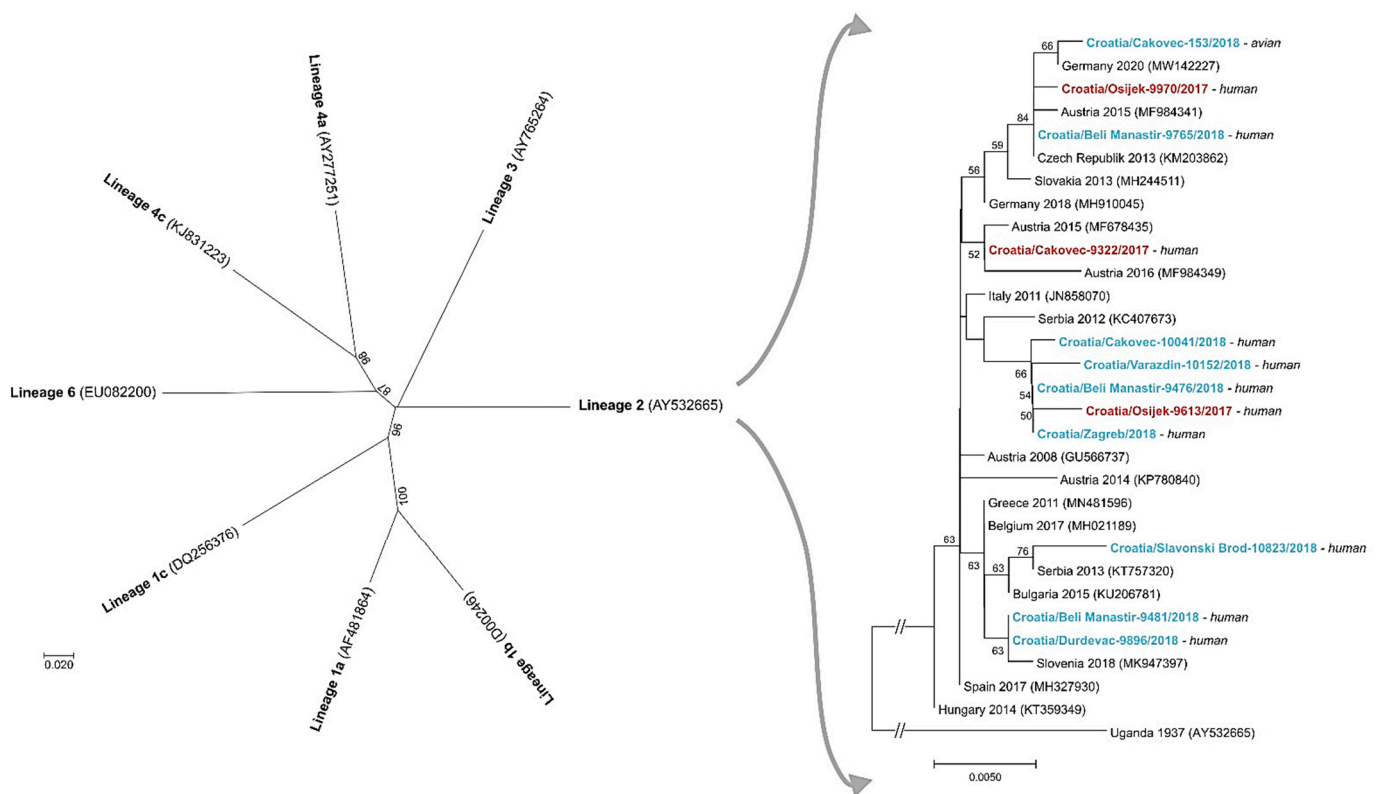 Lineage 4a (AY277251)
Lineage 3 (AY765264)
Lineage 4c (KJ831223)
Lineage 6 (EU082200)
Lineage 2 (AY532665)
Lineage 1c (DQ256376)
Lineage 1a (AF481864)
Lineage 1b (D00246)
98
87
96
100
0.020
66
Croatia/Cakovec-153/2018 - avian
Germany 2020 (MW142227)
Croatia/Osijek-9970/2017 - human
Austria 2015 (MF984341)
84
Croatia/Beli Manastir-9765/2018 - human
59
Czech Republik 2013 (KM203862)
56
Slovakia 2013 (MH244511)
Germany 2018 (MH910045)
Austria 2015 (MF678435)
52
Croatia/Cakovec-9322/2017 - human
Austria 2016 (MF984349)
Italy 2011 (JN858070)
Serbia 2012 (KC407673)
Croatia/Cakovec-10041/2018 - human
Croatia/Varazdin-10152/2018 - human
66
Croatia/Beli Manastir-9476/2018 - human
54
Croatia/Osijek-9613/2017 - human
50
Croatia/Zagreb/2018 - human
Austria 2008 (GU566737)
Austria 2014 (KP780840)
Greece 2011 (MN481596)
Belgium 2017 (MH021189)
63
76
Croatia/Slavonski Brod-10823/2018 - human
63
63
Serbia 2013 (KT757320)
Bulgaria 2015 (KU206781)
Croatia/Beli Manastir-9481/2018 - human
Croatia/Durdevac-9896/2018 - human
63
Slovenia 2018 (MK947397)
Spain 2017 (MH327930)
Hungary 2014 (KT359349)
Uganda 1937 (AY532665)
0.0050